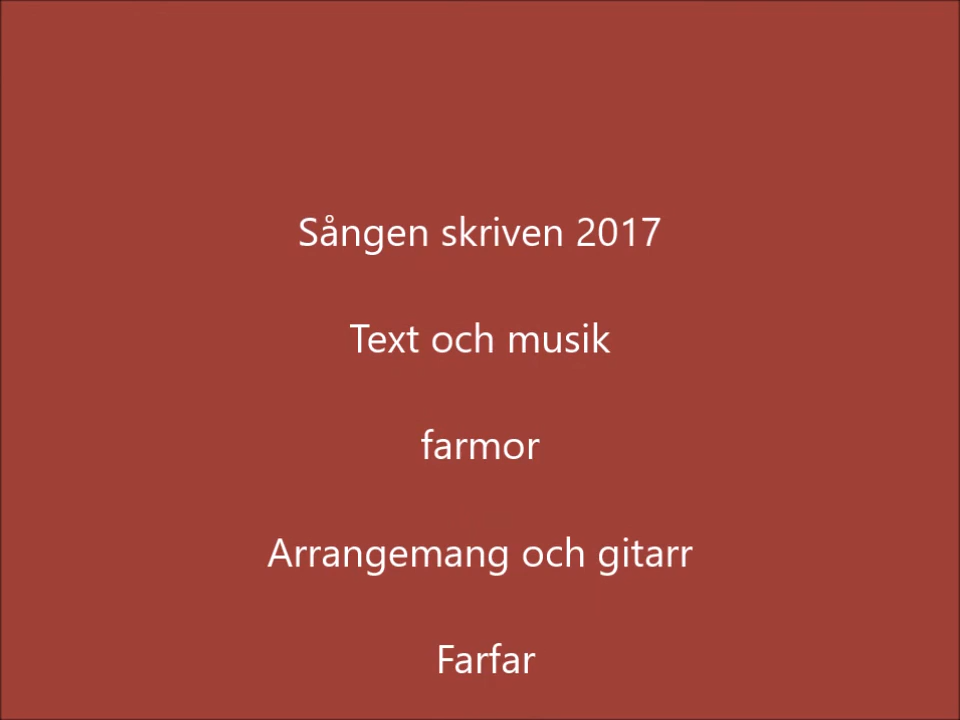 Sången skriven 2017
Text och musik
farmor
Arrangemang och gitarr
Farfar